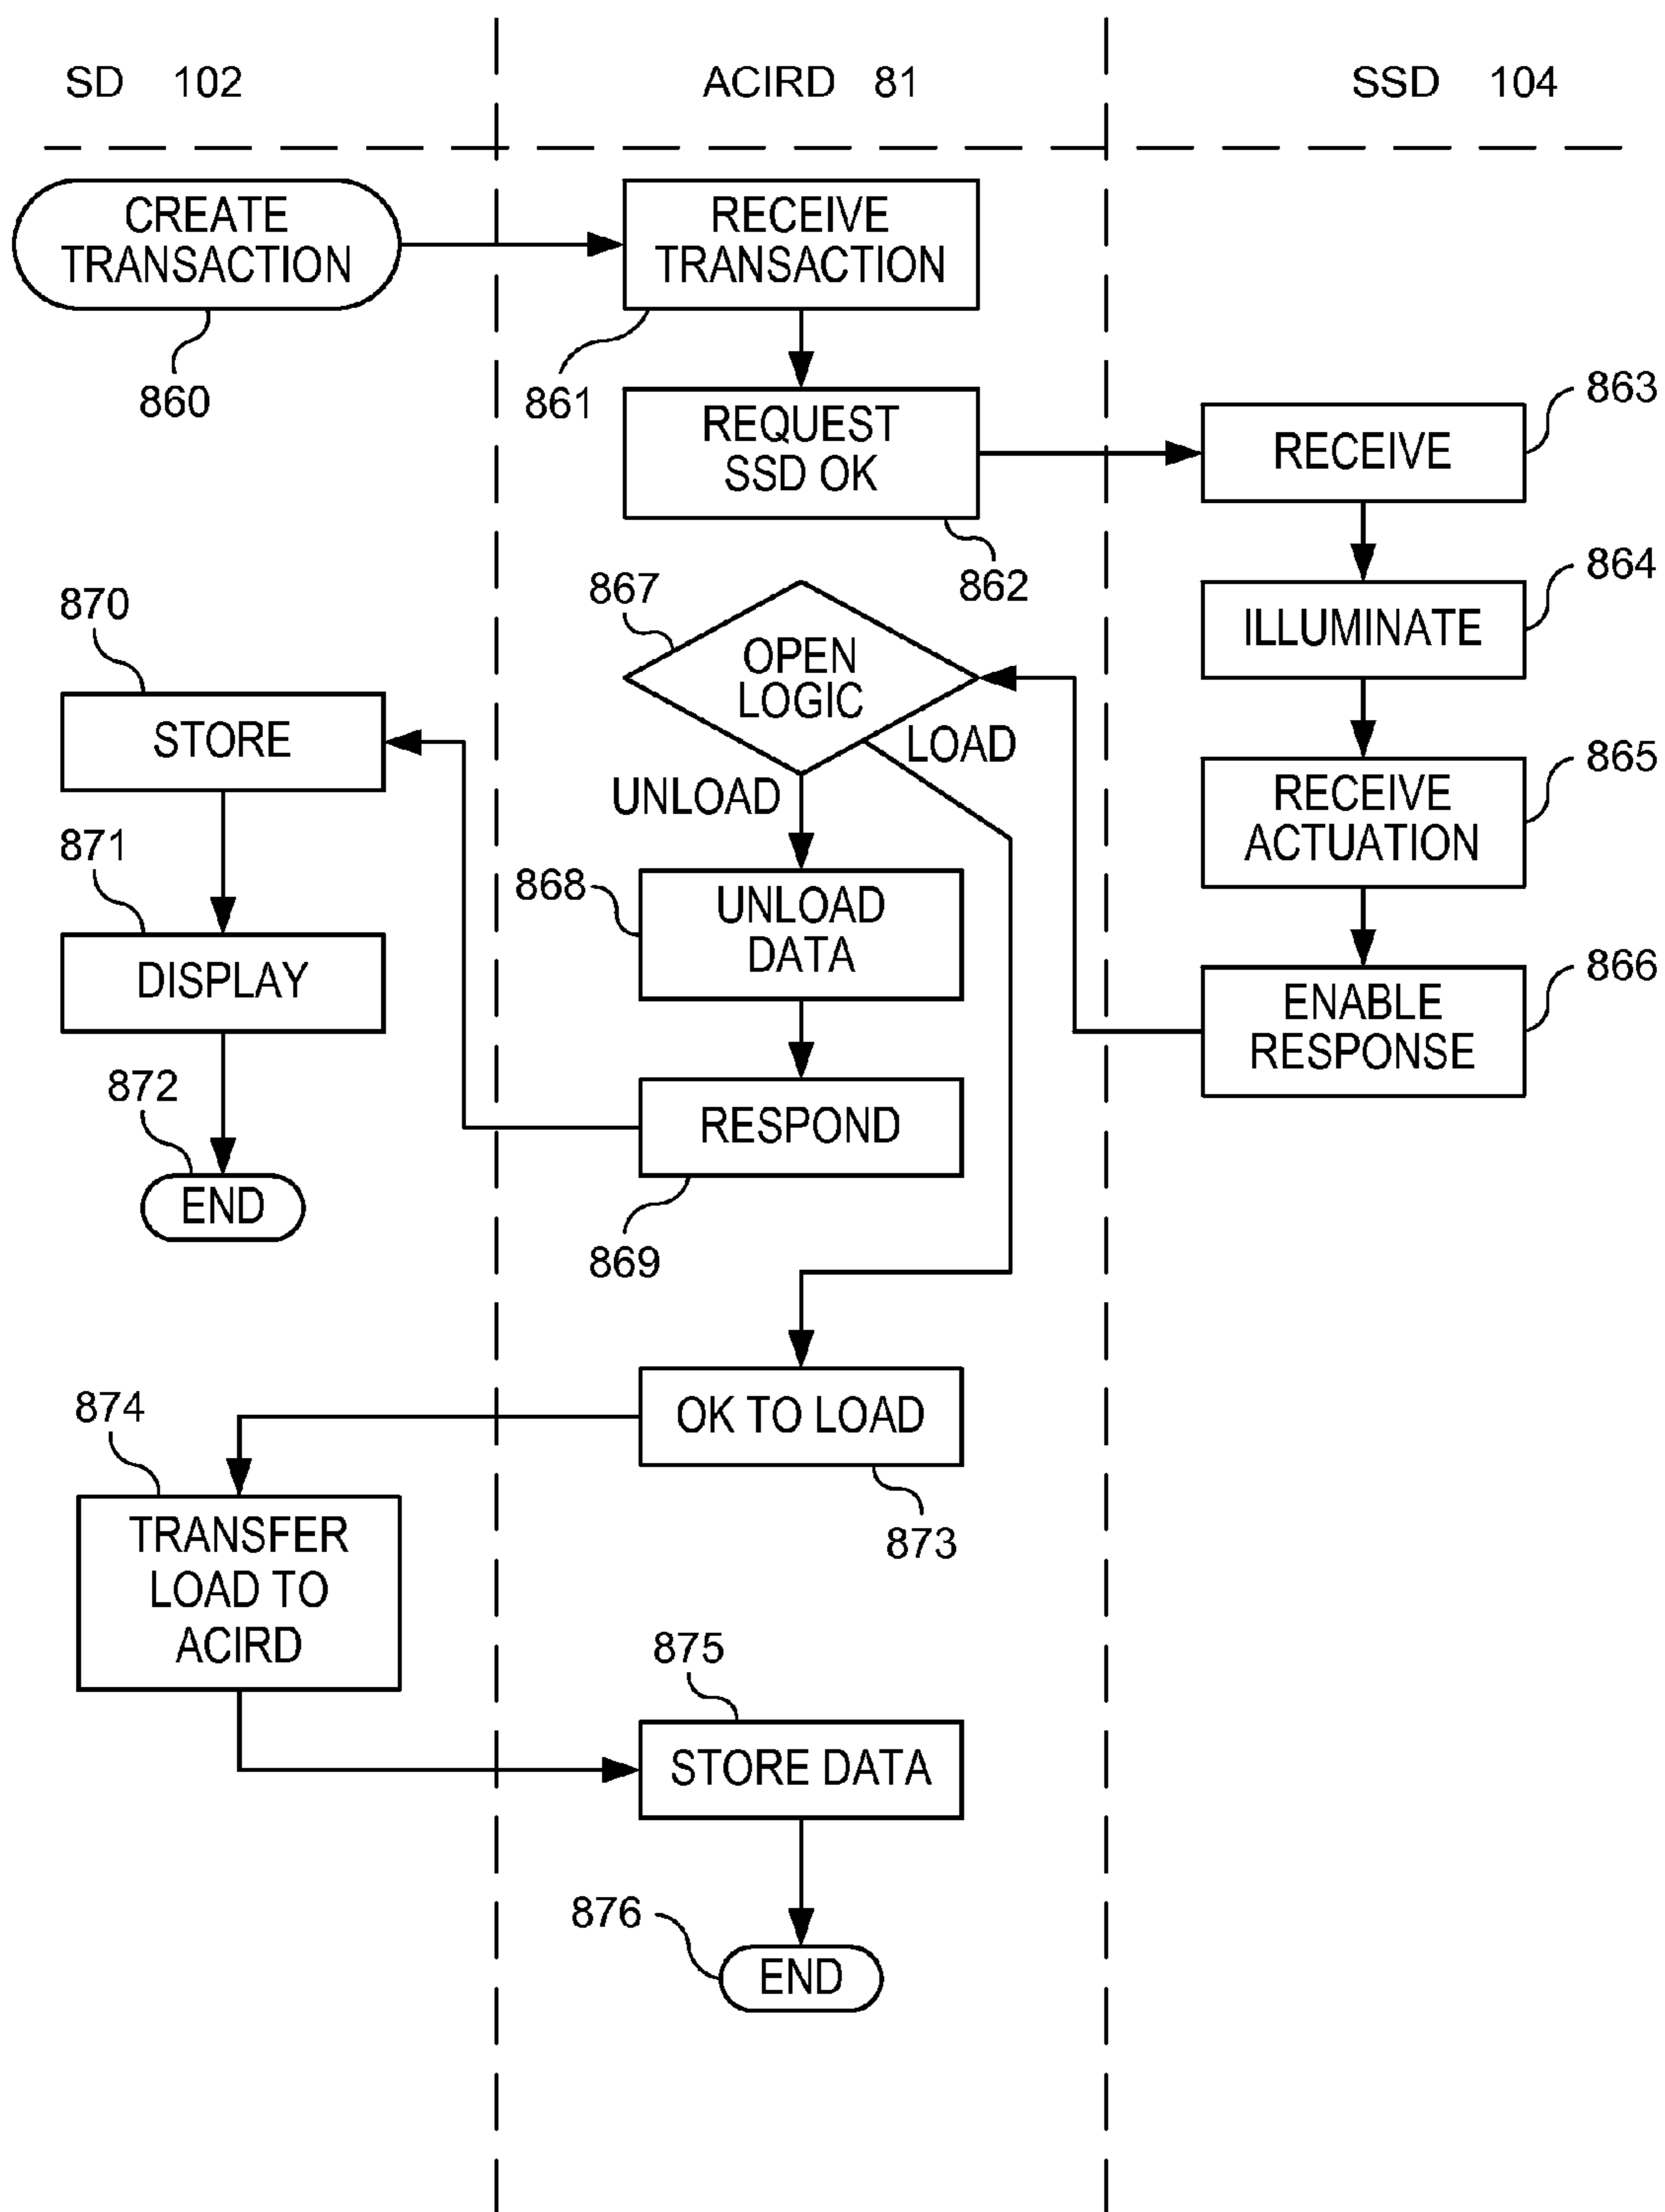 SD 102
ACIRD 81
SSD 104
CREATE
TRANSACTION
860
RECEIVE
TRANSACTION
861
REQUEST
SSD OK
862
RECEIVE
863
ILLUMINATE
864
RECEIVE
ACTUATION
865
ENABLE
RESPONSE
866
867
OPEN
LOGIC
LOAD
UNLOAD
868
UNLOAD
DATA
RESPOND
869
870
STORE
871
DISPLAY
872
END
OK TO LOAD
873
874
TRANSFER
LOAD TO
ACIRD
875
STORE DATA
876
END